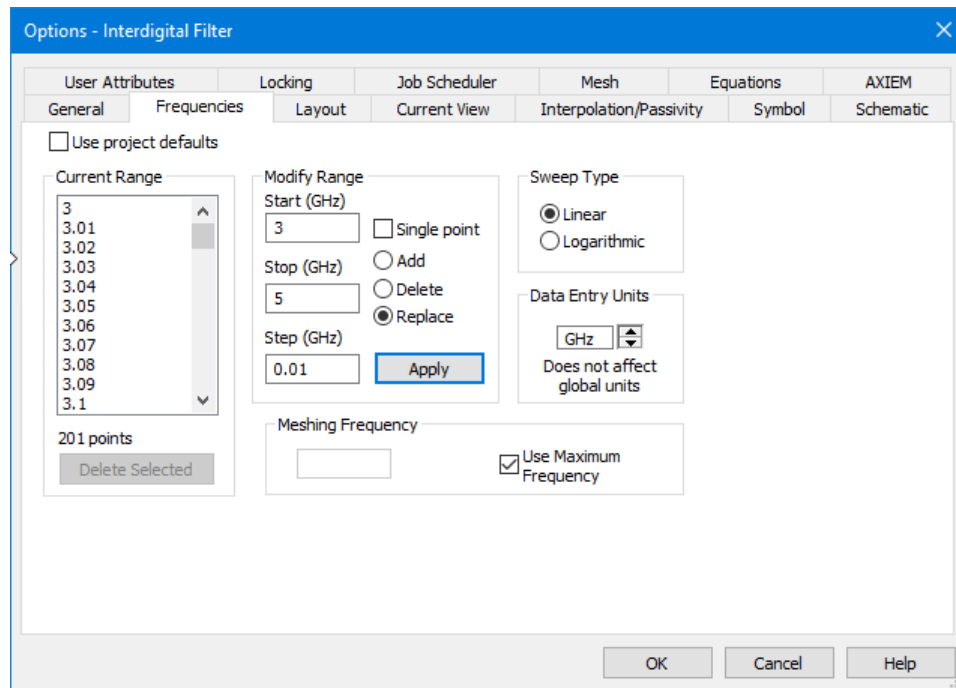 Options - Interdigital Filter
User Attributes Locking Job Scheduler Mesh Equations AXIEM
General Frequencies Layout Current View Interpolation/Passivity Symbol Schematic
Use project defaults
Current Range
3
3.01
3.02
3.03
3.04
3.05
3.06
3.07
3.08
3.09
3.1
201 points
Delete Selected
Modify Range
Start (GHz)
3
Single point
Add
Stop (GHz)
Delete
5
Replace
Step (GHz)
0.01
Apply
Sweep Type
Linear
Logarithmic
Data Entry Units
GHz
Does not affect
global units
Meshing Frequency
Use Maximum
Frequency
OK Cancel Help